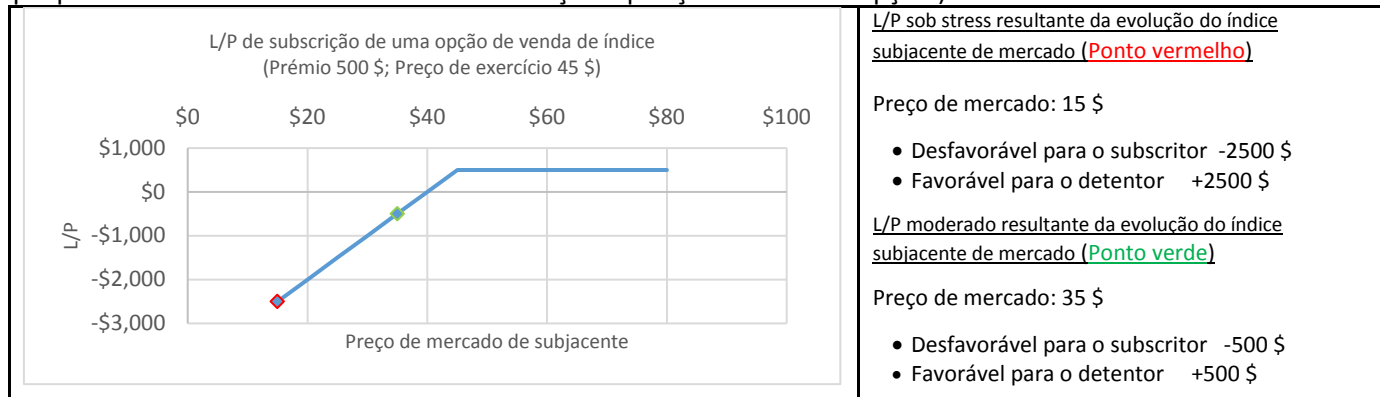 L/P de subscrição de uma opção de venda de índice
(Prémio 500 $; Preço de exercício 45 $)
$0 $20 $40 $60 $80 $100
$1,000
$0
-$1,000
-$2,000
-$3,000
L/P
Preço de mercado de subjacente
L/P sob stress resultante da evolução do índice
subjacente de mercado (Ponto vermelho)
Preço de mercado: 15 $
• Desfavorável para o subscritor -2500 $
• Favorável para o detentor +2500 $
L/P moderado resultante da evolução do índice
subjacente de mercado (Ponto verde)
Preço de mercado: 35 $
• Desfavorável para o subscritor -500 $
• Favorável para o detentor +500 $